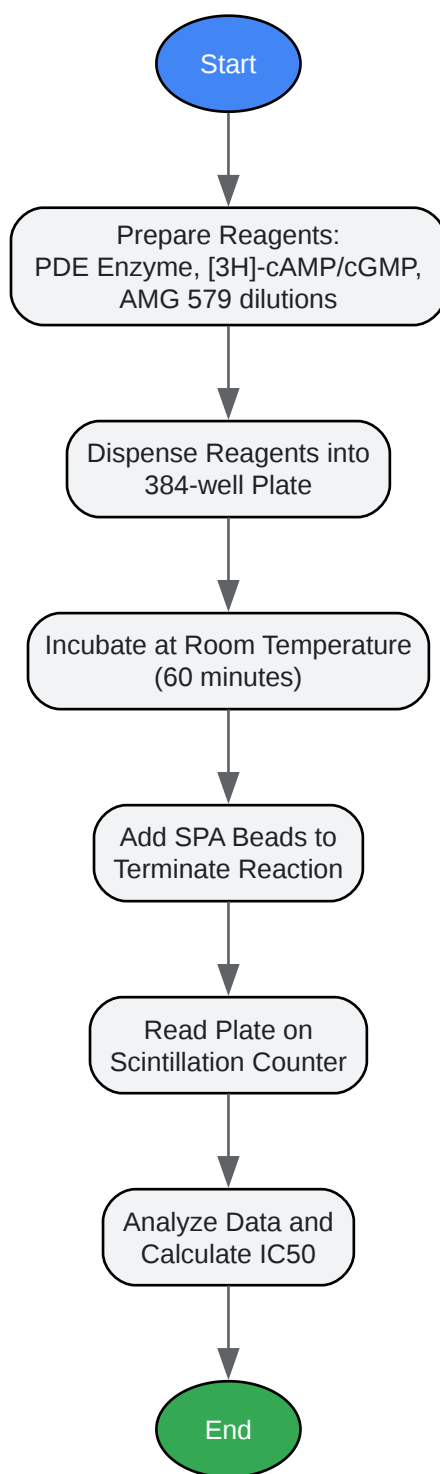 Start
Prepare Reagents:
PDE Enzyme, [3H]-cAMP/cGMP,
AMG 579 dilutions
Dispense Reagents into
384-well Plate
Incubate at Room Temperature
(60 minutes)
Add SPA Beads to
Terminate Reaction
Read Plate on
Scintillation Counter
Analyze Data and
Calculate IC50
End